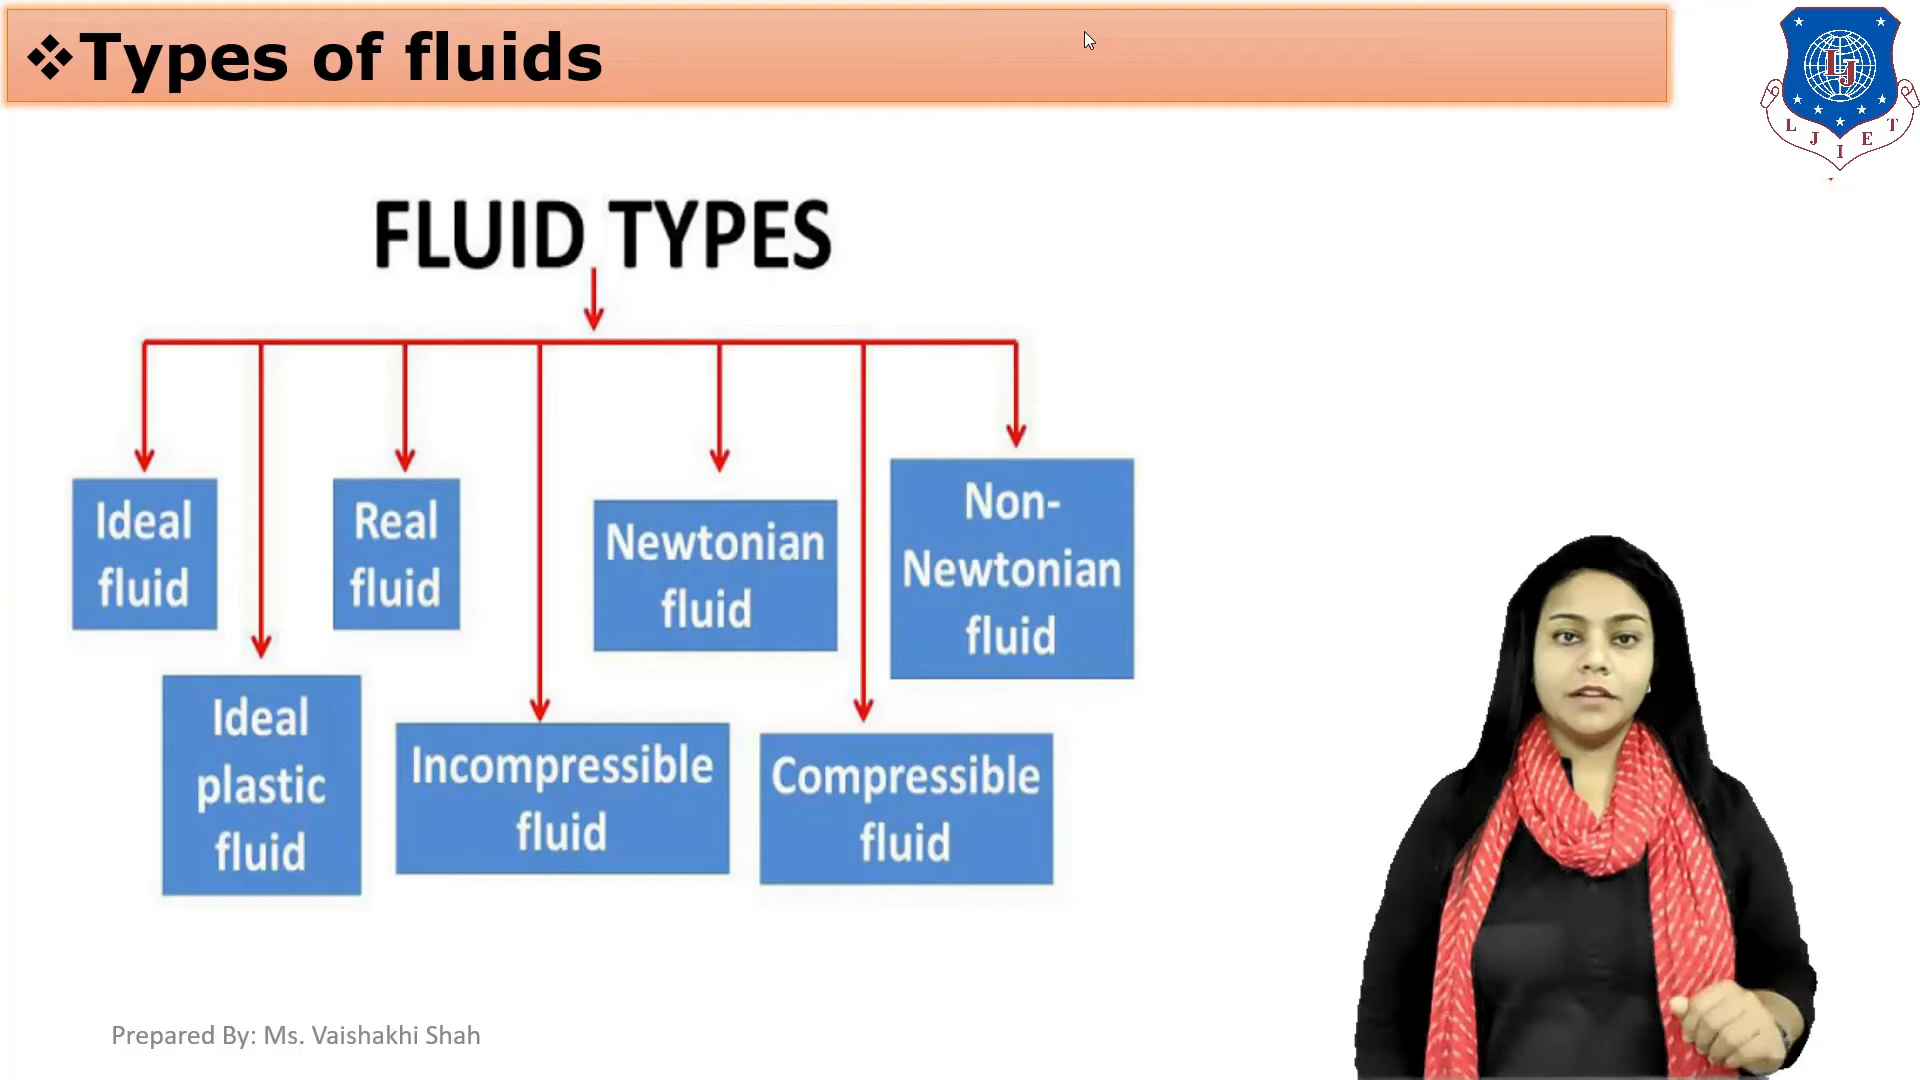 ❖Types of fluids
L J I E T
LJ
FLUID TYPES
Ideal
fluid
Real
fluid
Newtonian
fluid
Non-
Newtonian
fluid
Ideal
plastic
fluid
Incompressible
fluid
Compressible
fluid
Prepared By: Ms. Vaishakhi Shah